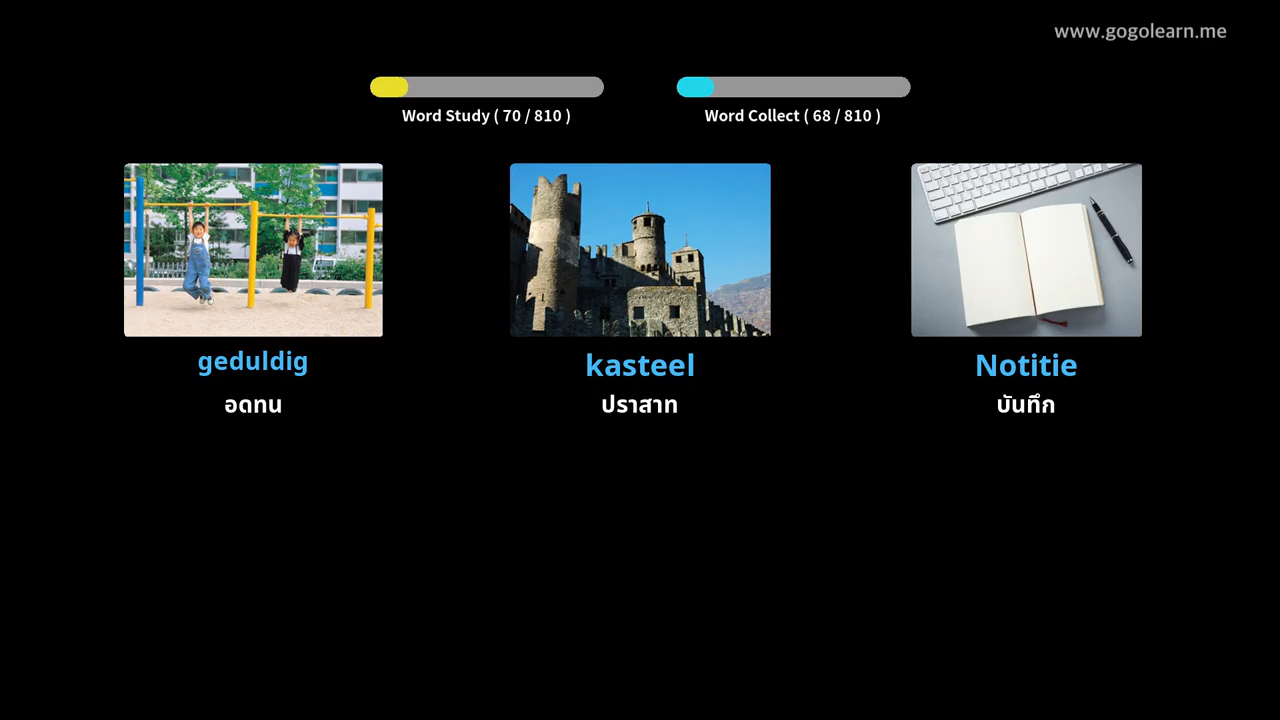 www.gogolearn.me
Word Study ( 70 / 810 )
Word Collect ( 68 / 810 )
geduldig
อดทน
kasteel
ปราสาท
Notitie
บันทึก